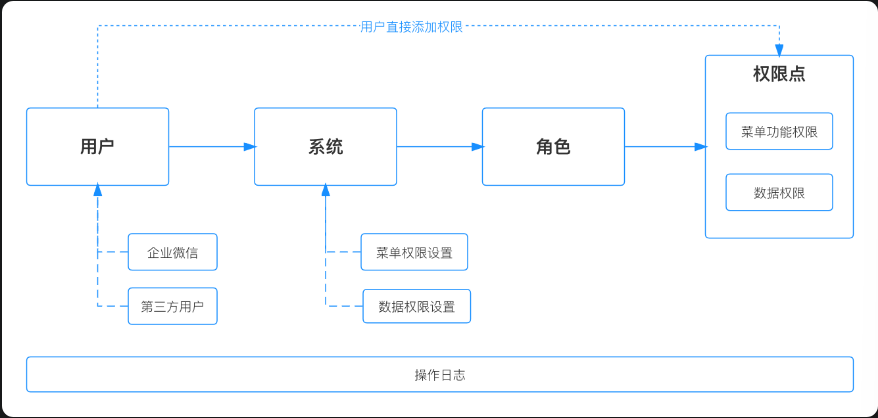 用户直接添加权限
权限点
用户
系统
角色
菜单功能权限
数据权限
企业微信
菜单权限设置
第三方用户
数据权限设置
操作日志